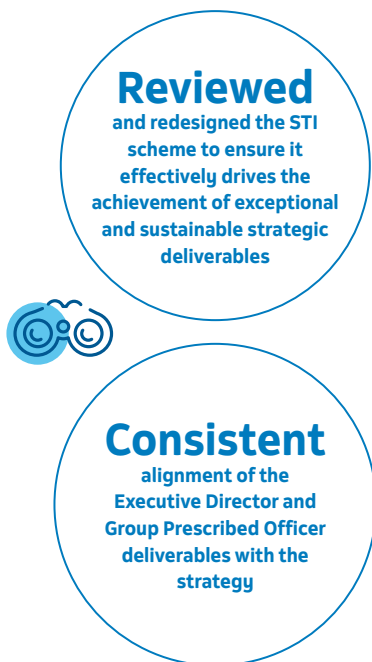 Reviewed
and redesigned the STI
scheme to ensure it
effectively drives the
achievement of exceptional
and sustainable strategic
deliverables
Consistent
alignment of the
Executive Director and
Group Prescribed Officer
deliverables with the
strategy